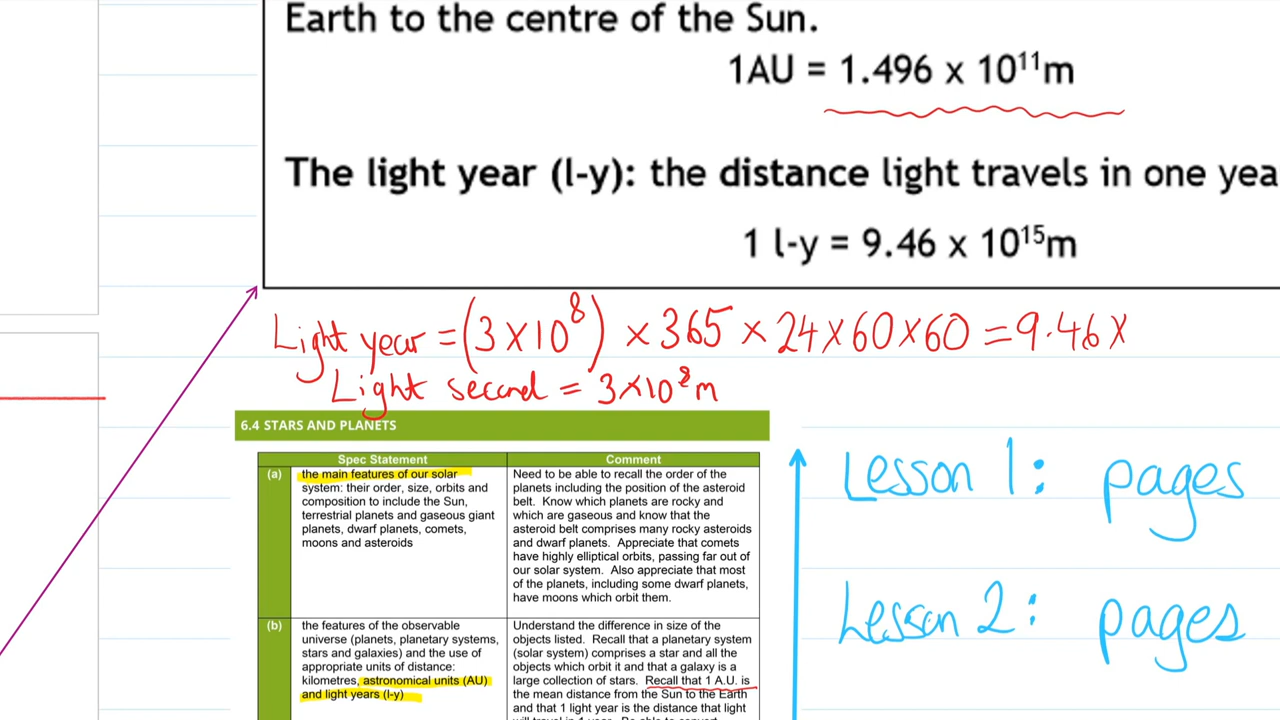 Earth to the centre of the Sun.
1AU = 1.496 x 10¹¹m
The light year (l-y): the distance light travels in one yea
1 l-y = 9.46 x 10¹⁵m
Light year = (3 × 10⁸) × 365 × 24 × 60 × 60 = 9.46 ×
Light second = 3×10⁸m
6.4 STARS AND PLANETS
Spec Statement
Comment
(a)
the main features of our solar
system: their order, size, orbits and
composition to include the Sun,
terrestrial planets and gaseous giant
planets, dwarf planets, comets,
moons and asteroids
Need to be able to recall the order of the
planets including the position of the asteroid
belt. Know which planets are rocky and
which are gaseous and know that the
asteroid belt comprises many rocky asteroids
and dwarf planets. Appreciate that comets
have highly elliptical orbits, passing far out of
our solar system. Also appreciate that most
of the planets, including some dwarf planets,
have moons which orbit them.
(b)
the features of the observable
universe (planets, planetary systems,
stars and galaxies) and the use of
appropriate units of distance:
kilometres, astronomical units (AU)
and light years (l-y)
Understand the difference in size of the
objects listed. Recall that a planetary system
(solar system) comprises a star and all the
objects which orbit it and that a galaxy is a
large collection of stars. Recall that 1 A.U. is
the mean distance from the Sun to the Earth
and that 1 light year is the distance that light
Lesson 1: pages
Lesson 2: pages